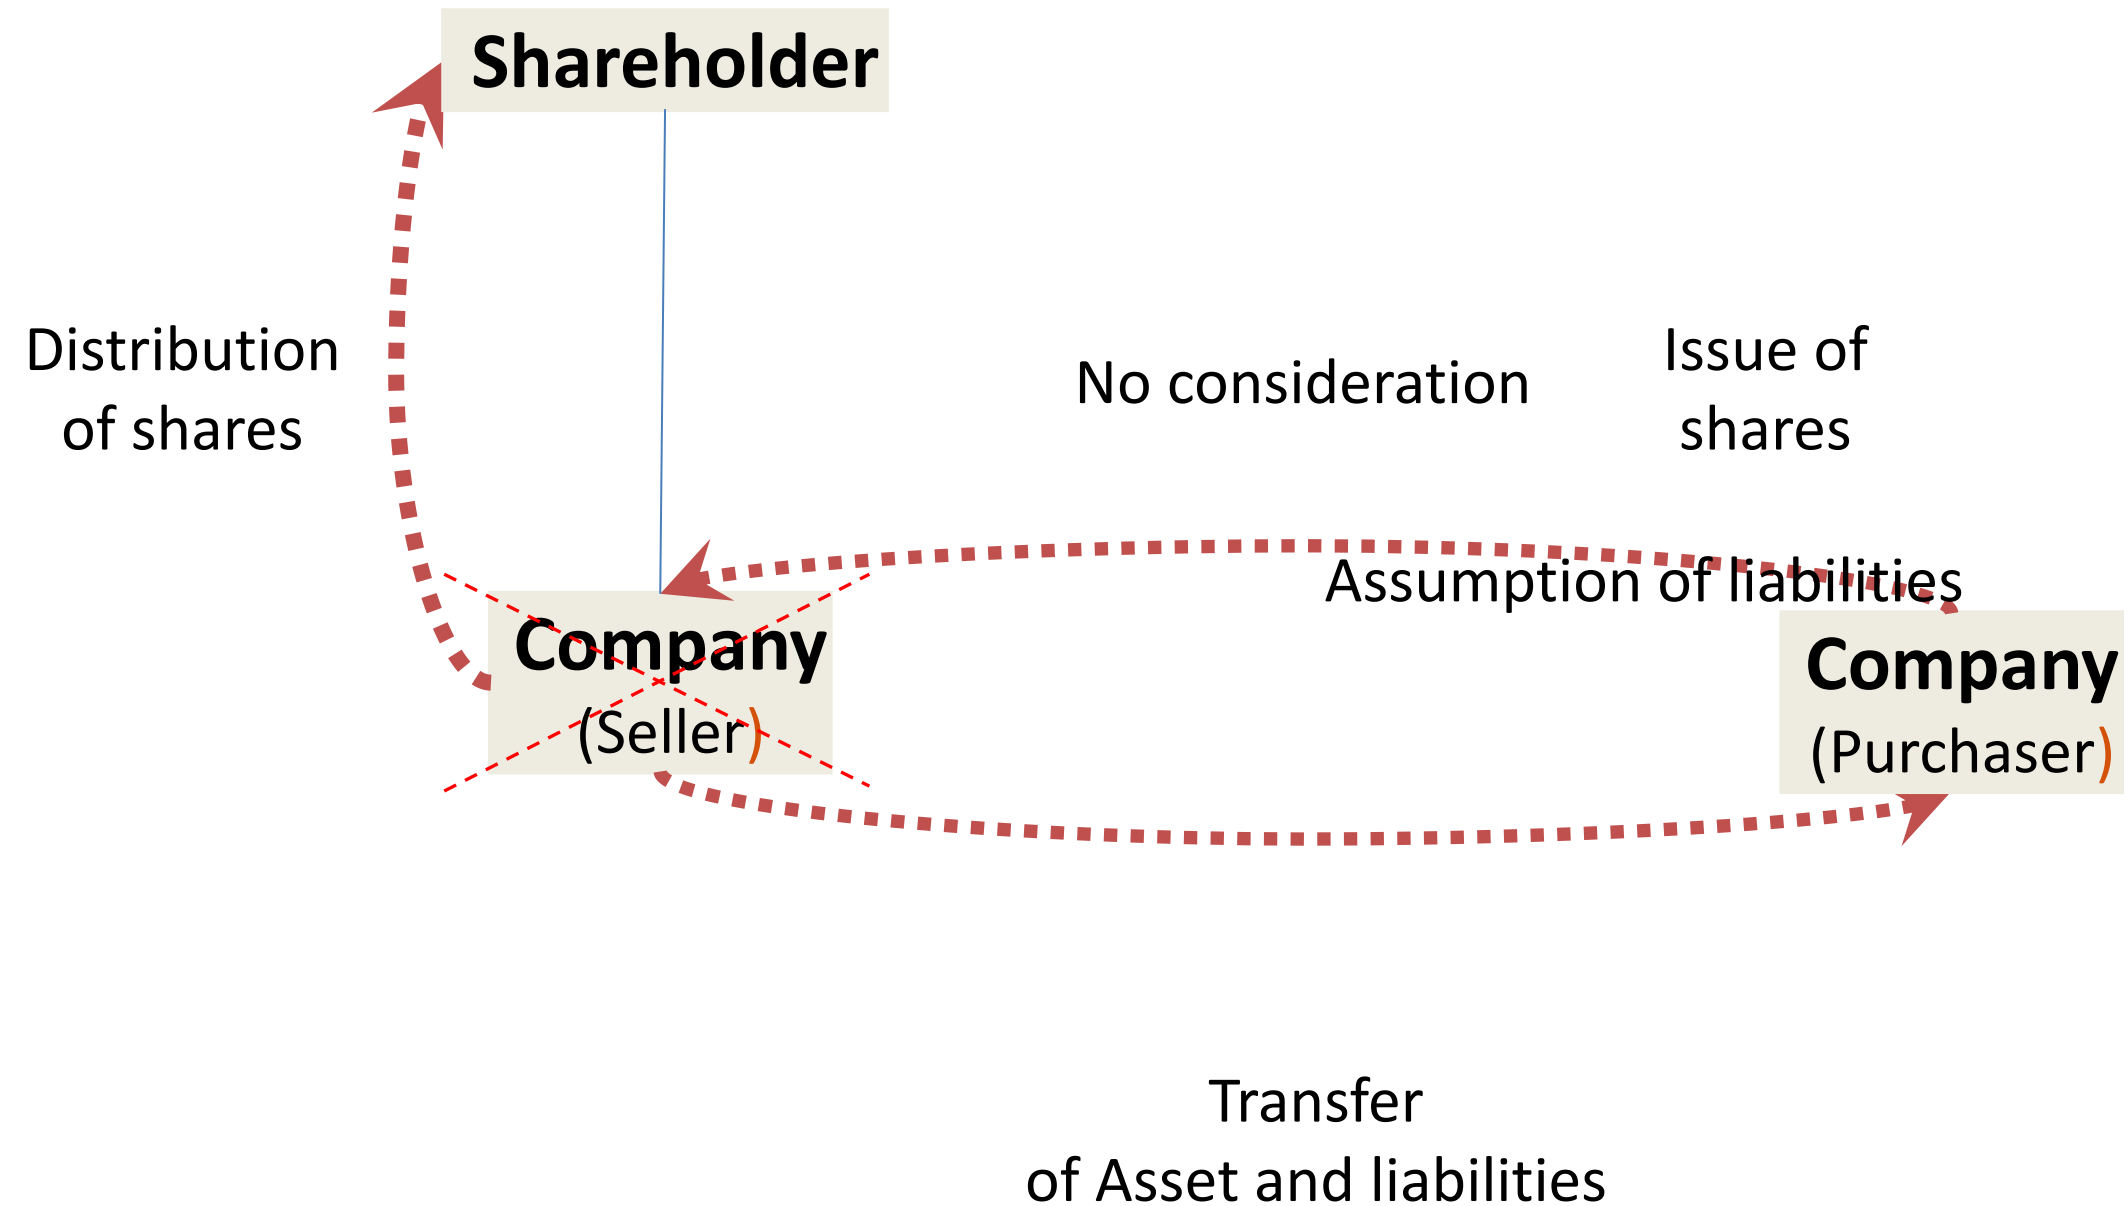 Shareholder
Distribution
of shares
No consideration
Issue of
shares
Assumption of liabilities
Company
(Seller)
Company
(Purchaser)
Transfer
of Asset and liabilities